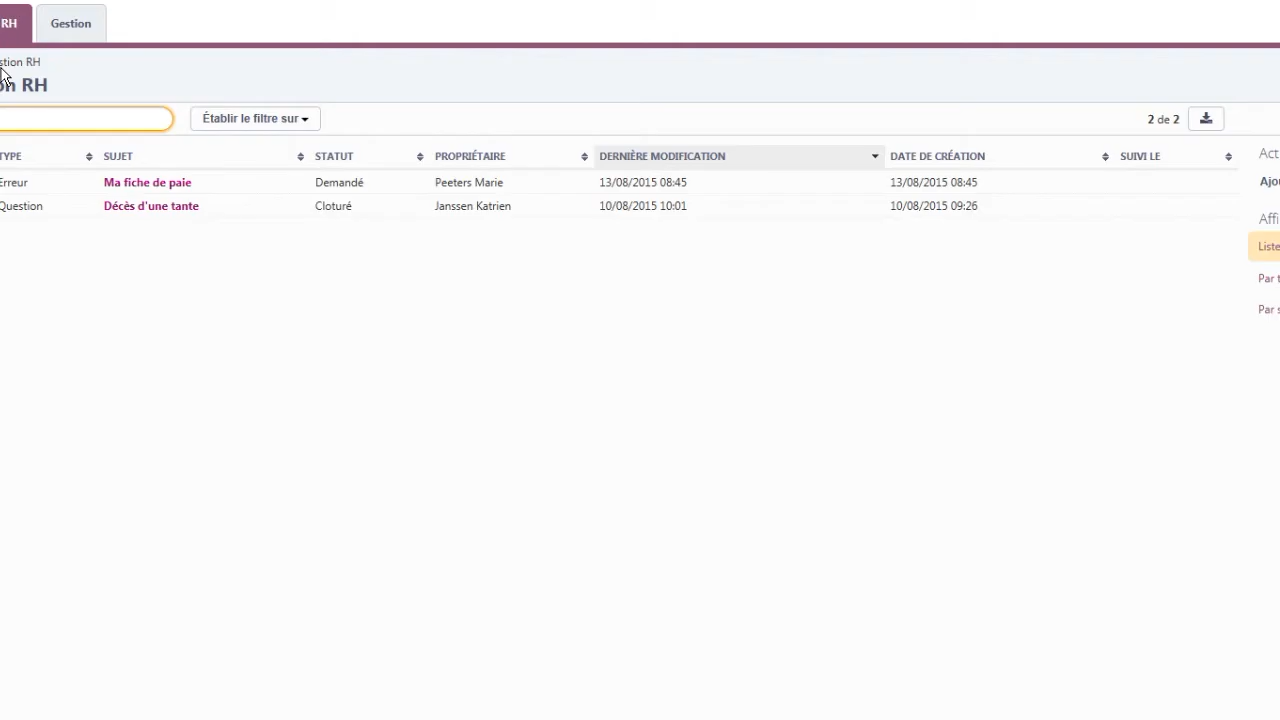 RH Gestion
stion RH
on RH
Établir le filtre sur 2 de 2
TYPE SUJET STATUT PROPRIÉTAIRE DERNIÈRE MODIFICATION DATE DE CRÉATION SUIVI LE Act
Erreur Ma fiche de paie Demandé Peeters Marie 13/08/2015 08:45 13/08/2015 08:45 Ajou
Question Décès d'une tante Cloturé Janssen Katrien 10/08/2015 10:01 10/08/2015 09:26
Affi
Liste
Par t
Par s